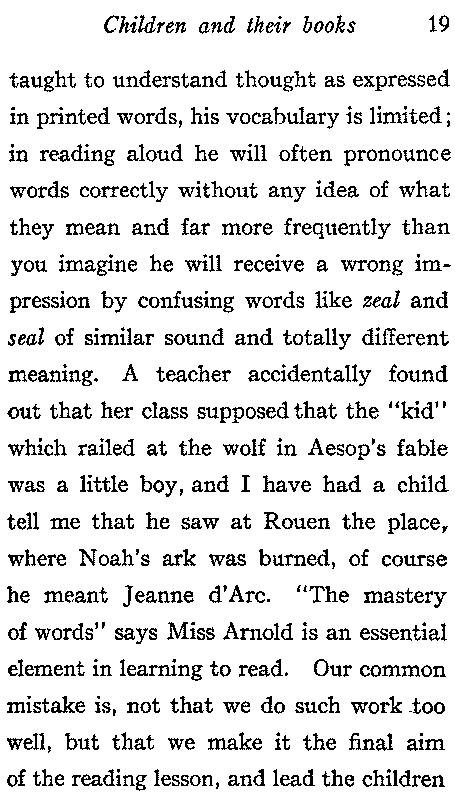 Children and their books 19
taught to understand thought as expressed
in printed words, his vocabulary is limited;
in reading aloud he will often pronounce
words correctly without any idea of what
they mean and far more frequently than
you imagine he will receive a wrong im-
pression by confusing words like zeal and
seal of similar sound and totally different
meaning. A teacher accidentally found
out that her class supposed that the "kid"
which railed at the wolf in Aesop's fable
was a little boy, and I have had a child
tell me that he saw at Rouen the place,
where Noah's ark was burned, of course
he meant Jeanne d'Arc. "The mastery
of words" says Miss Arnold is an essential
element in learning to read. Our common
mistake is, not that we do such work too
well, but that we make it the final aim
of the reading lesson, and lead the children